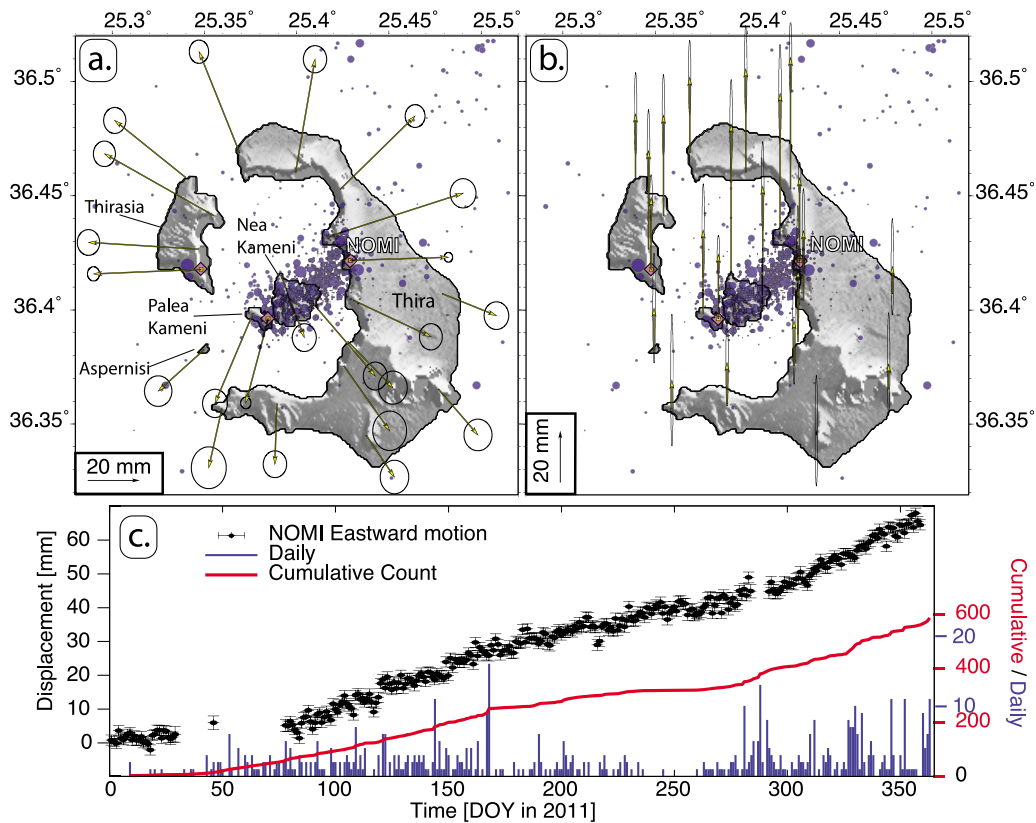 25.3˚ 25.35˚ 25.4˚ 25.45˚ 25.5˚
25.3˚ 25.35˚ 25.4˚ 25.45˚ 25.5˚
a.
b.
36.5˚
36.45˚
36.4˚
36.35˚
Thirasia
Nea
Kameni
NOMI
Thira
Palea
Kameni
Aspernisi
20 mm
NOMI
20 mm
36.5˚
36.45˚
36.4˚
36.35˚
c.
NOMI Eastward motion
Daily
Cumulative Count
Displacement [mm]
60
50
40
30
20
10
0
600
400
200
0
20
10
Cumulative / Daily
0 50 100 150 200 250 300 350
Time [DOY in 2011]